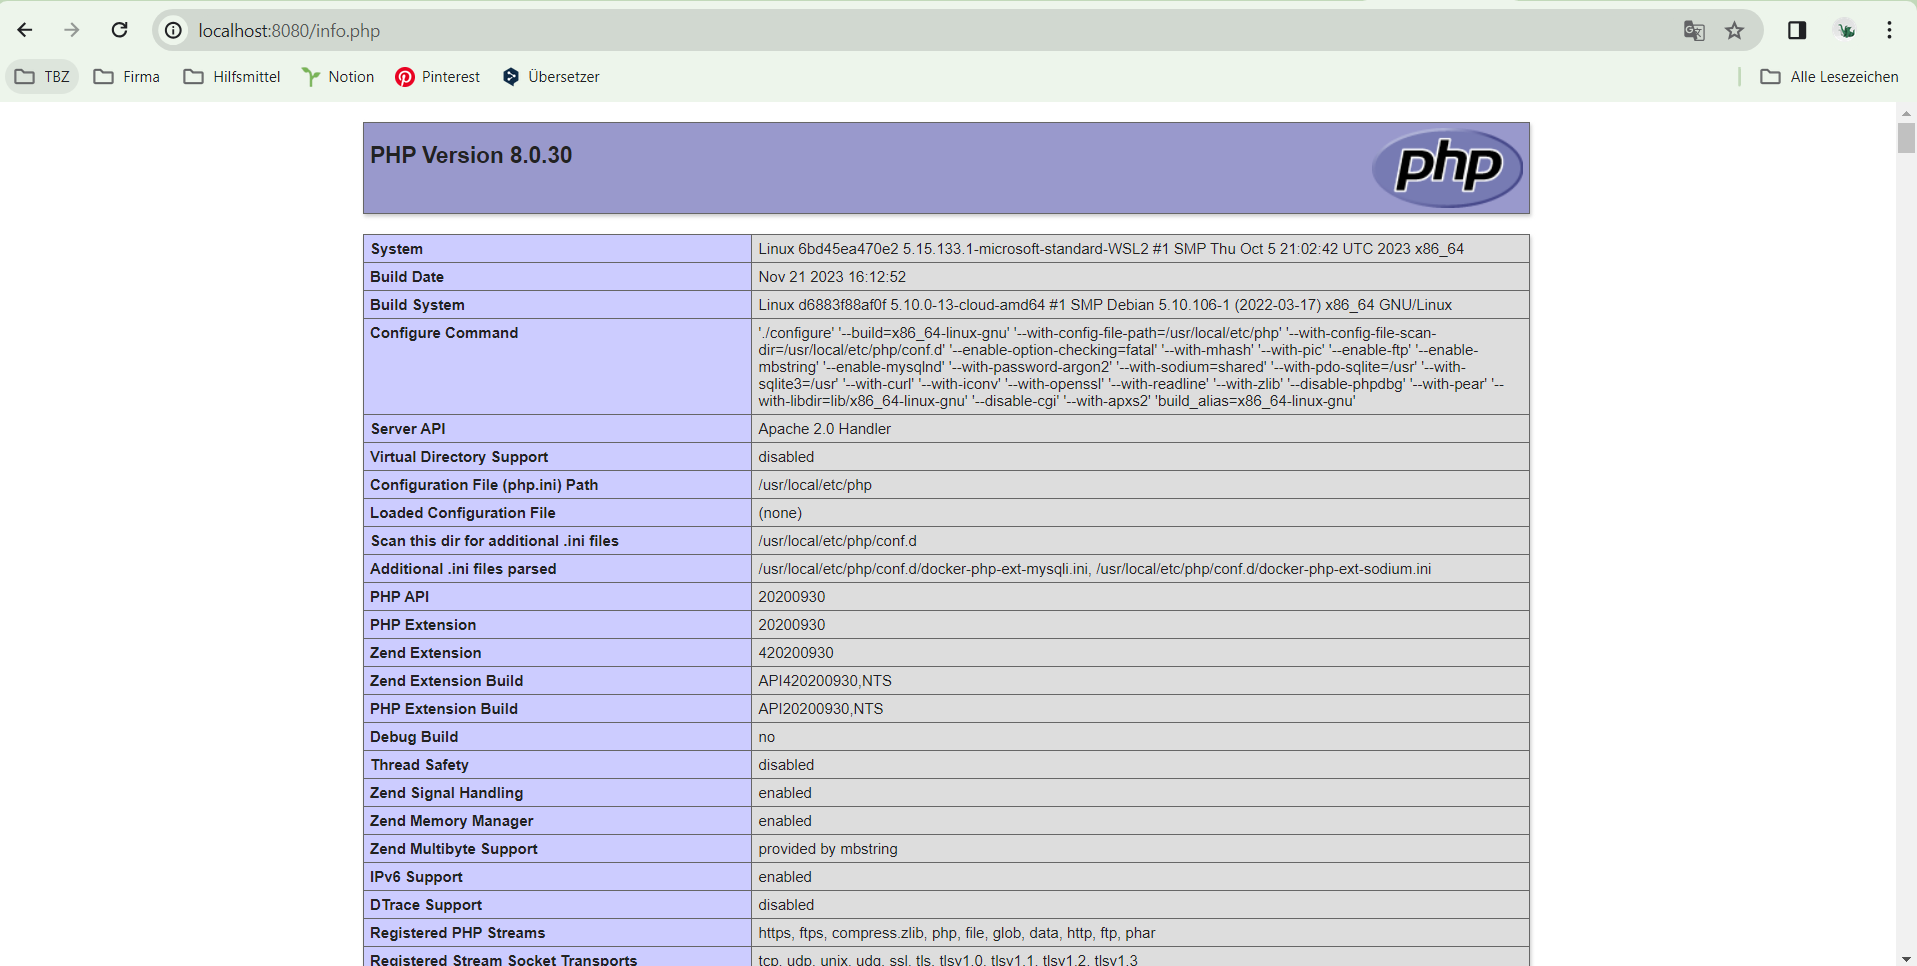 localhost:8080/info.php
TBZ Firma Hilfsmittel Notion Pinterest Übersetzer Alle Lesezeichen
PHP Version 8.0.30 php
System Linux 6bd45ea470e2 5.15.133.1-microsoft-standard-WSL2 #1 SMP Thu Oct 5 21:02:42 UTC 2023 x86_64
Build Date Nov 21 2023 16:12:52
Build System Linux d6883f88af0f 5.10.0-13-cloud-amd64 #1 SMP Debian 5.10.106-1 (2022-03-17) x86_64 GNU/Linux
Configure Command './configure' '--build=x86_64-linux-gnu' '--with-config-file-path=/usr/local/etc/php' '--with-config-file-scan-
dir=/usr/local/etc/php/conf.d' '--enable-option-checking=fatal' '--with-mhash' '--with-pic' '--enable-ftp' '--enable-
mbstring' '--enable-mysqlnd' '--with-password-argon2' '--with-sodium=shared' '--with-pdo-sqlite=/usr' '--with-
sqlite3=/usr' '--with-curl' '--with-iconv' '--with-openssl' '--with-readline' '--with-zlib' '--disable-phpdbg' '--with-pear' '--
with-libdir=lib/x86_64-linux-gnu' '--disable-cgi' '--with-apxs2' 'build_alias=x86_64-linux-gnu'
Server API Apache 2.0 Handler
Virtual Directory Support disabled
Configuration File (php.ini) Path /usr/local/etc/php
Loaded Configuration File (none)
Scan this dir for additional .ini files /usr/local/etc/php/conf.d
Additional .ini files parsed /usr/local/etc/php/conf.d/docker-php-ext-mysqli.ini, /usr/local/etc/php/conf.d/docker-php-ext-sodium.ini
PHP API 20200930
PHP Extension 20200930
Zend Extension 420200930
Zend Extension Build API420200930,NTS
PHP Extension Build API20200930,NTS
Debug Build no
Thread Safety disabled
Zend Signal Handling enabled
Zend Memory Manager enabled
Zend Multibyte Support provided by mbstring
IPv6 Support enabled
DTrace Support disabled
Registered PHP Streams https, ftps, compress.zlib, php, file, glob, data, http, ftp, phar
Registered Stream Socket Transports tcp, udp, unix, udg, ssl, tls, tlsv1.0, tlsv1.1, tlsv1.2, tlsv1.3